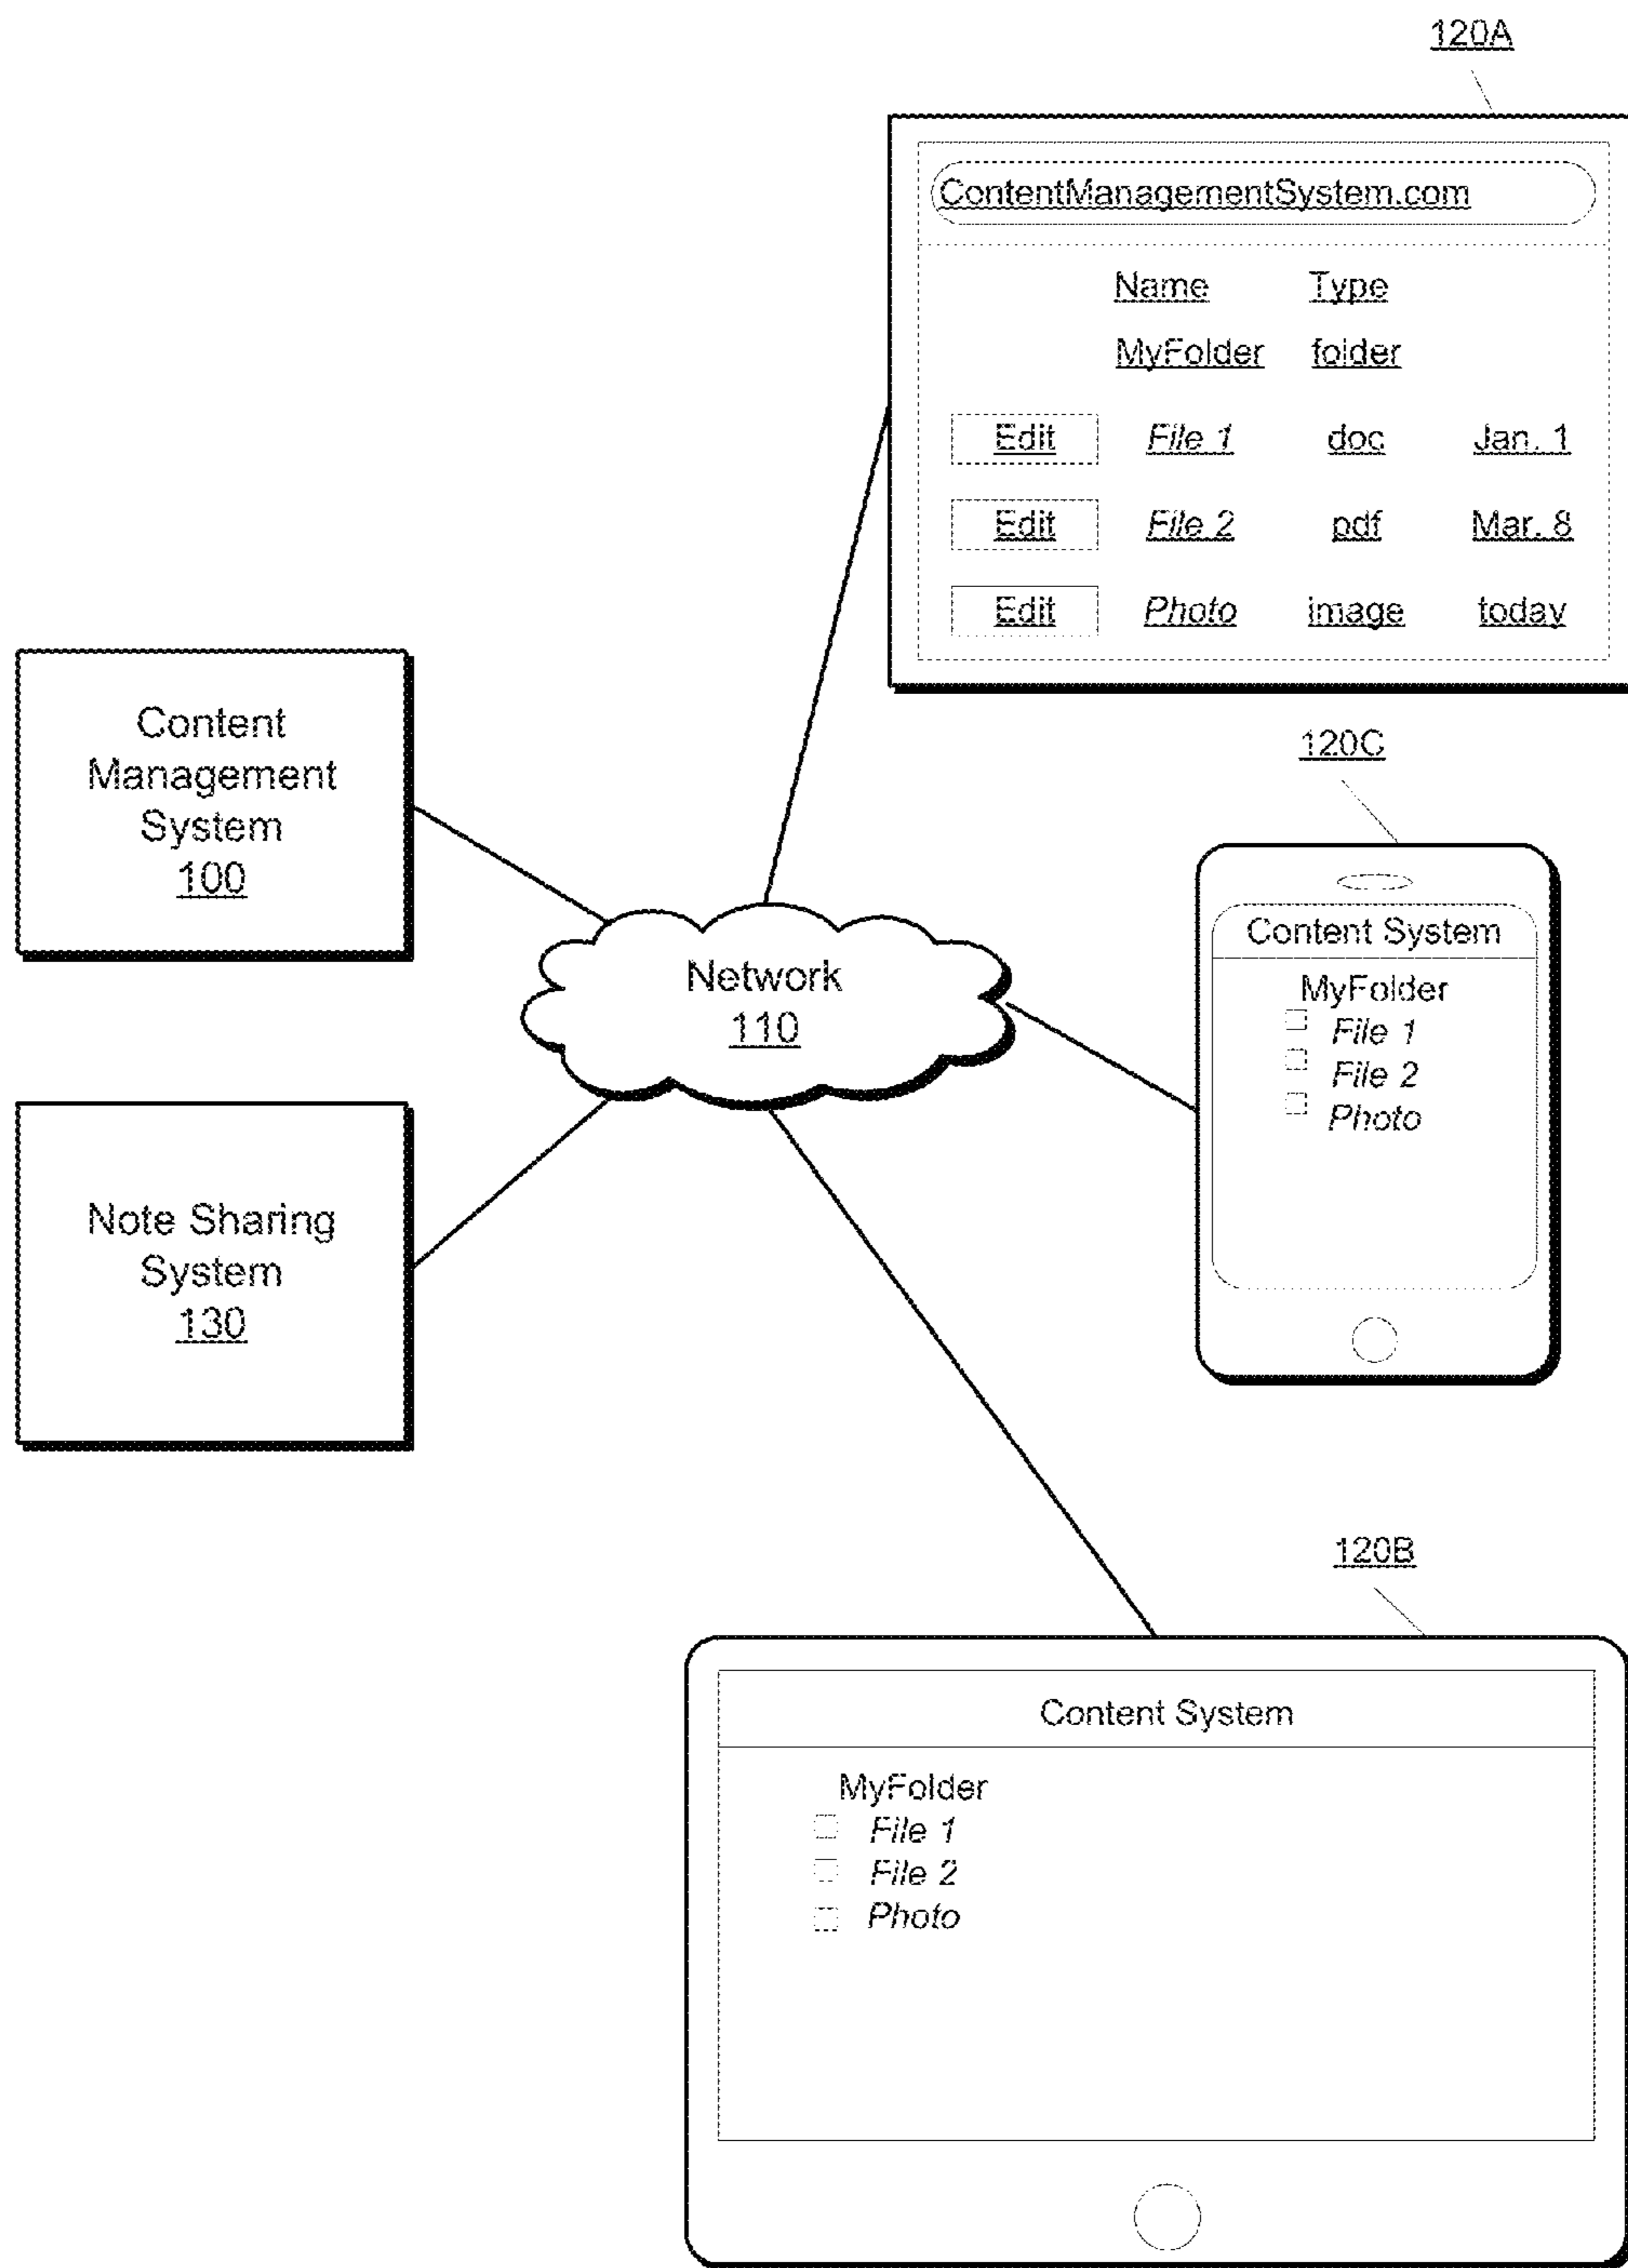 120A
ContentManagementSystem.com
Name Type
MyFolder folder
Edit File 1 doc Jan. 1
Edit File 2 pdf Mar. 8
Edit Photo image today
Content
Management
System
100
Network
110
Note Sharing
System
130
120C
Content System
MyFolder
File 1
File 2
Photo
120B
Content System
MyFolder
File 1
File 2
Photo